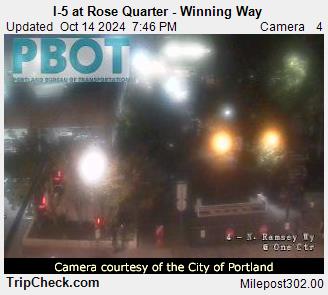 I-5 at Rose Quarter - Winning Way
Updated Oct 14 2024 7:46 PM Camera 4
PBOT
PORTLAND BUREAU OF TRANSPORTATION
4 - N. Ramsey Wy
@ One Ctr
Camera courtesy of the City of Portland
TripCheck.com Milepost302.00